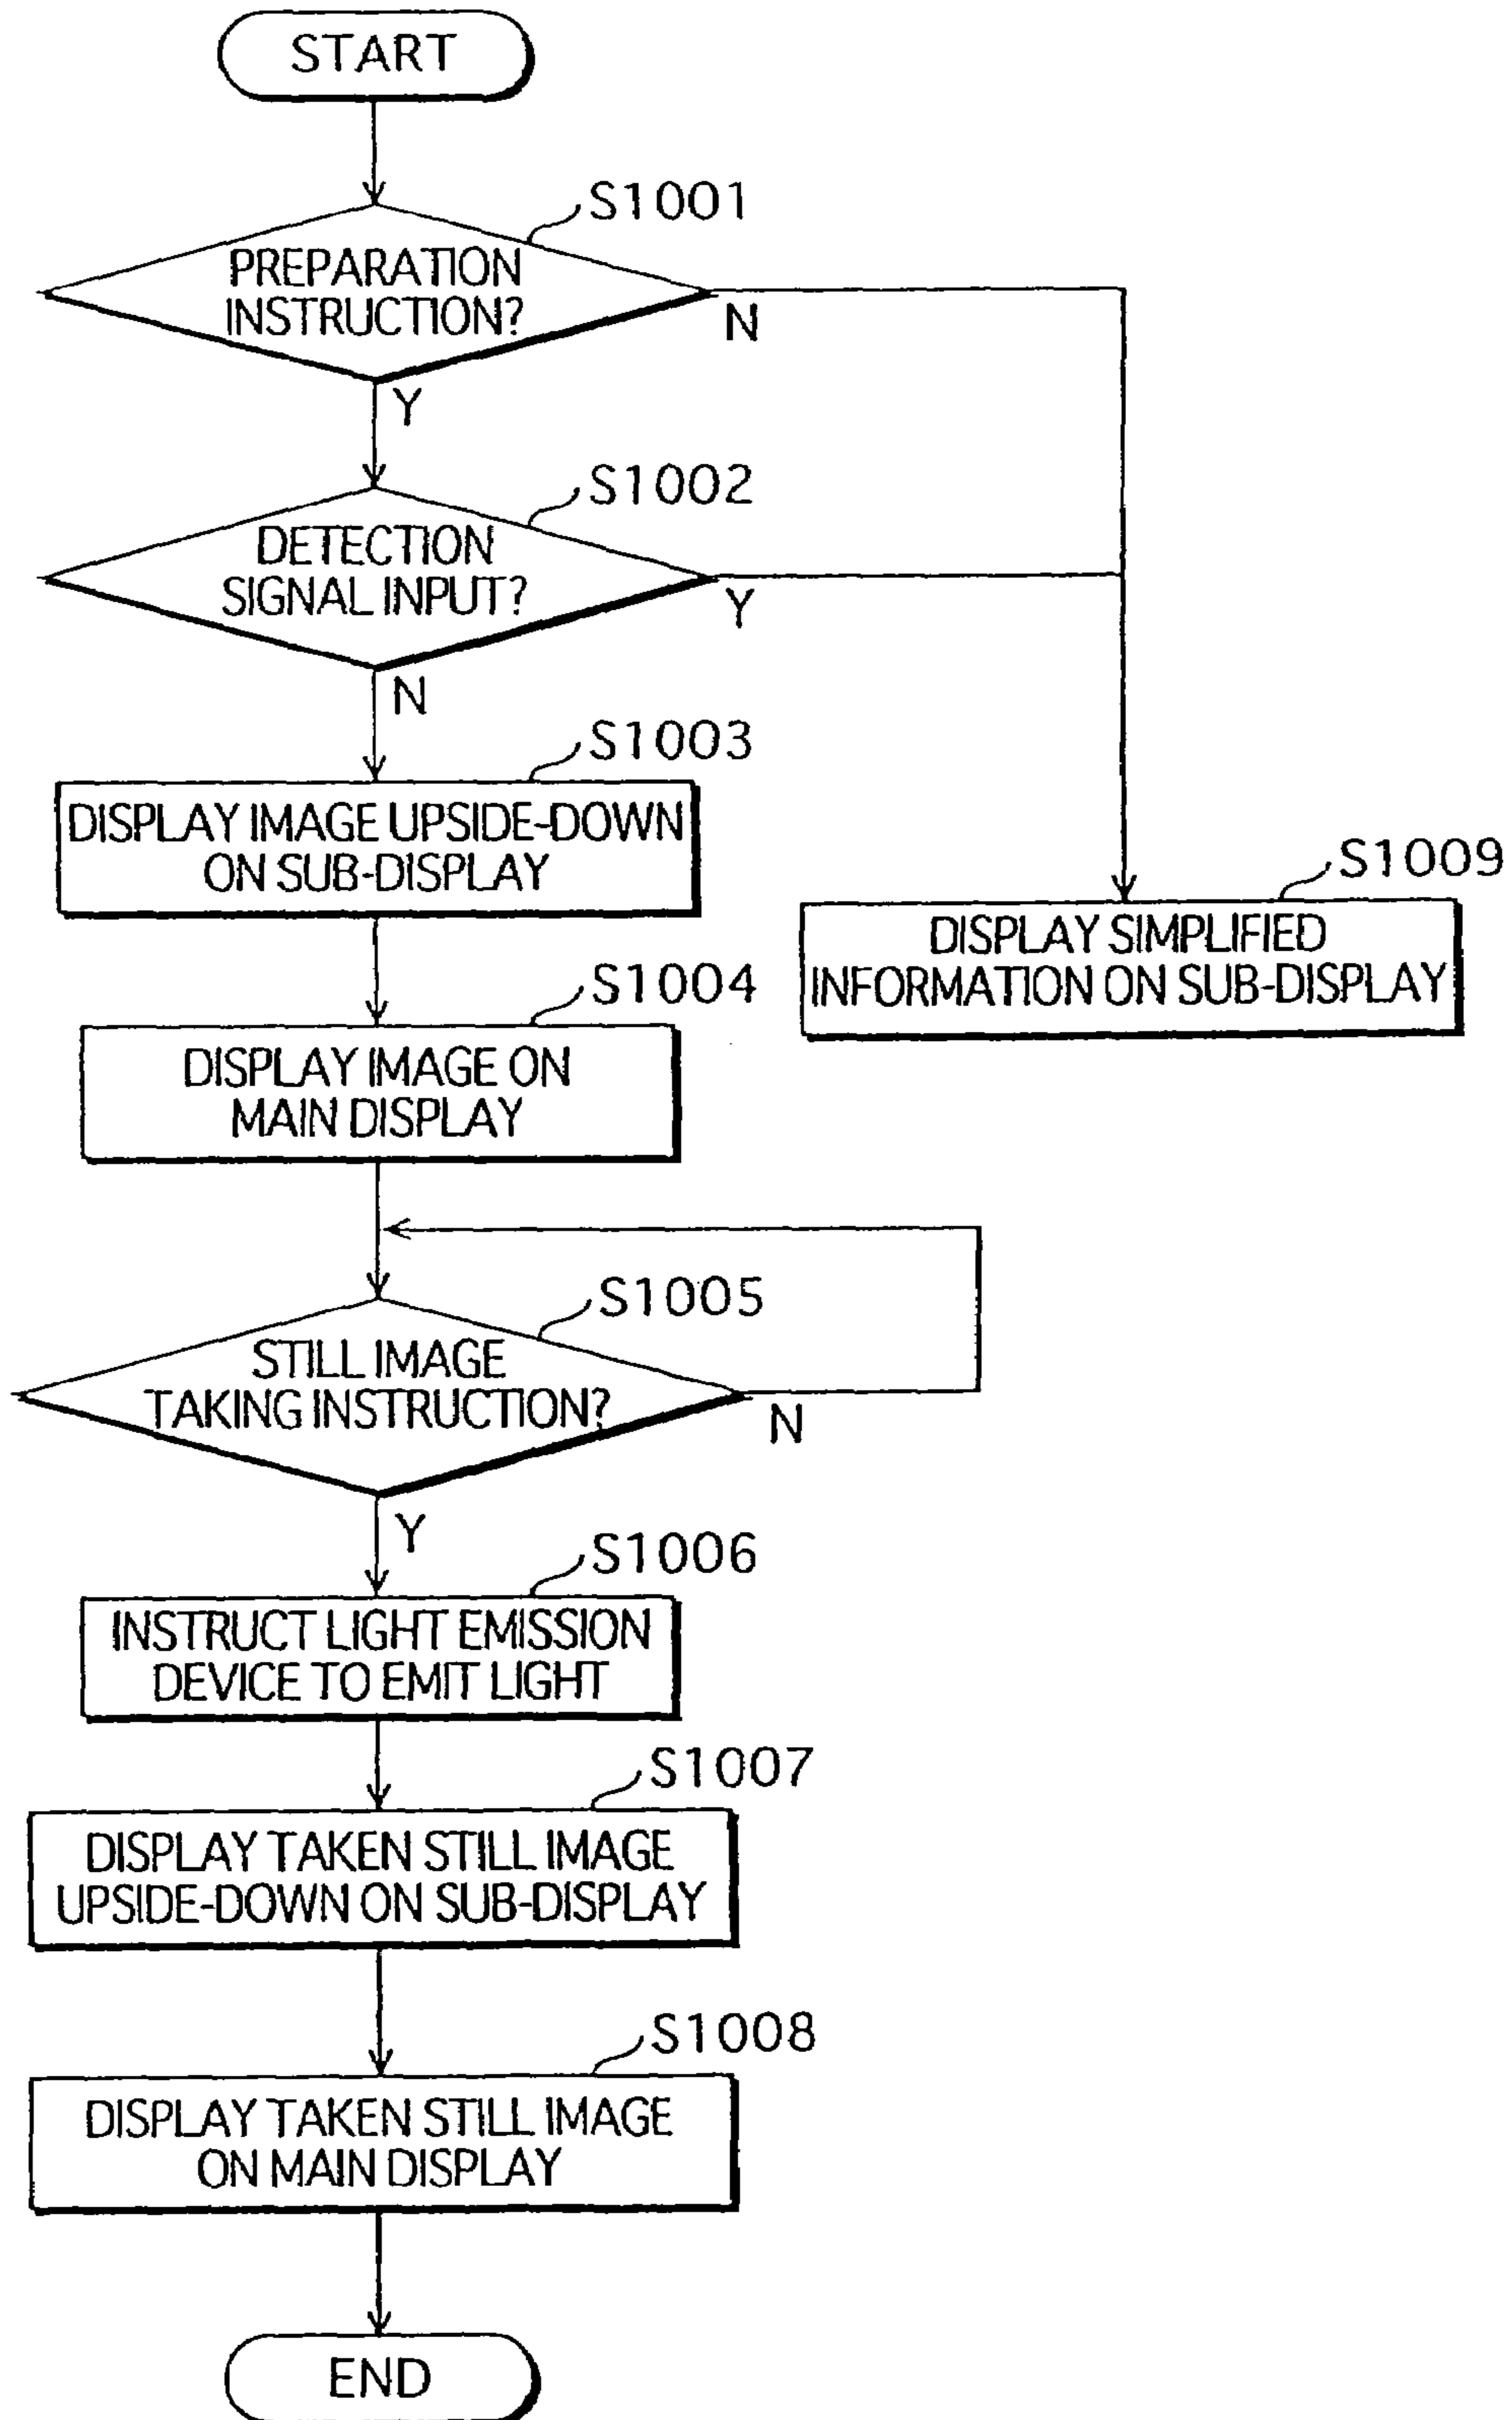 START
S1001
PREPARATION
INSTRUCTION?
N
Y
S1002
DETECTION
SIGNAL INPUT?
Y
N
S1003
DISPLAY IMAGE UPSIDE-DOWN
ON SUB-DISPLAY
S1009
DISPLAY SIMPLIFIED
INFORMATION ON SUB-DISPLAY
S1004
DISPLAY IMAGE ON
MAIN DISPLAY
S1005
STILL IMAGE
TAKING INSTRUCTION?
N
Y
S1006
INSTRUCT LIGHT EMISSION
DEVICE TO EMIT LIGHT
S1007
DISPLAY TAKEN STILL IMAGE
UPSIDE-DOWN ON SUB-DISPLAY
S1008
DISPLAY TAKEN STILL IMAGE
ON MAIN DISPLAY
END